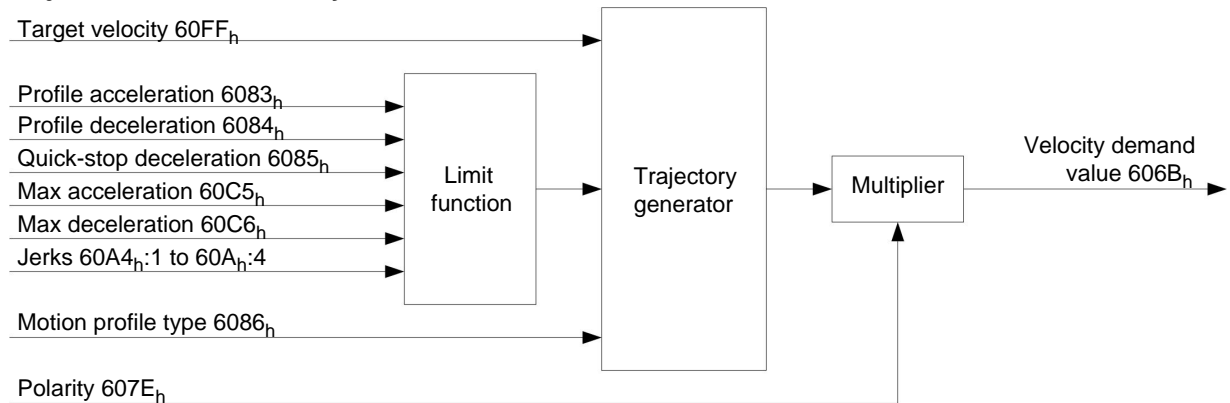 Target velocity 60FFh
Profile acceleration 6083h
Profile deceleration 6084h
Quick-stop deceleration 6085h
Max acceleration 60C5h
Max deceleration 60C6h
Jerks 60A4h:1 to 60Ah:4
Motion profile type 6086h
Polarity 607Eh
Limit
function
Trajectory
generator
Multiplier
Velocity demand
value 606Bh